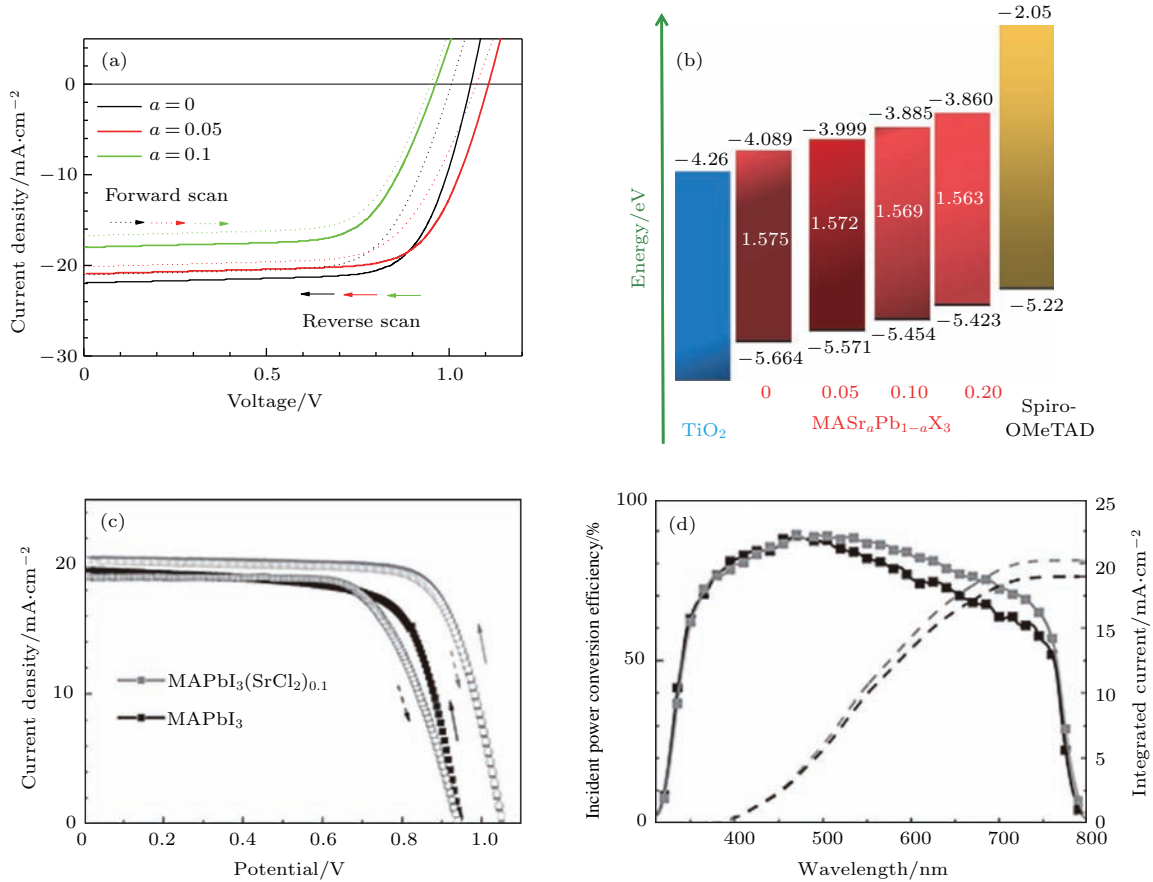 (a)
0
−10
−20
−30
Current density/mA·cm−2
a = 0
a = 0.05
a = 0.1
Forward scan
Reverse scan
0
0.5
1.0
Voltage/V
(b)
Energy/eV
−2.05
−3.860
−3.885
−3.999
−4.089
−4.26
1.575
1.572
1.569
1.563
−5.22
−5.423
−5.454
−5.571
−5.664
0
0.05
0.10
0.20
TiO2
MASraPb1−aX3
Spiro-
OMeTAD
(c)
20
10
0
Current density/mA·cm−2
MAPbI3(SrCl2)0.1
MAPbI3
0
0.2
0.4
0.6
0.8
1.0
Potential/V
(d)
100
50
0
Incident power conversion efficiency/%
25
20
15
10
5
0
Integrated current/mA·cm−2
400
500
600
700
800
Wavelength/nm